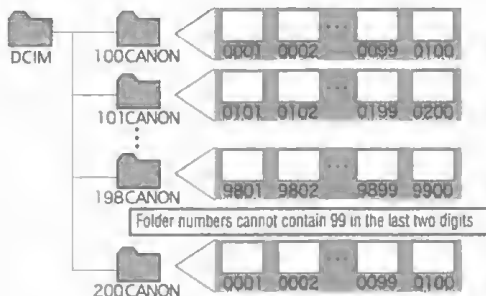 0001 0002 ... 0099 0100
DCIM 100CANON
0101 0102 ... 0199 0200
101CANON
9801 9802 ... 9899 9900
198CANON
Folder numbers cannot contain 99 in the last two digits
0001 0002 ... 0099 0100
200CANON